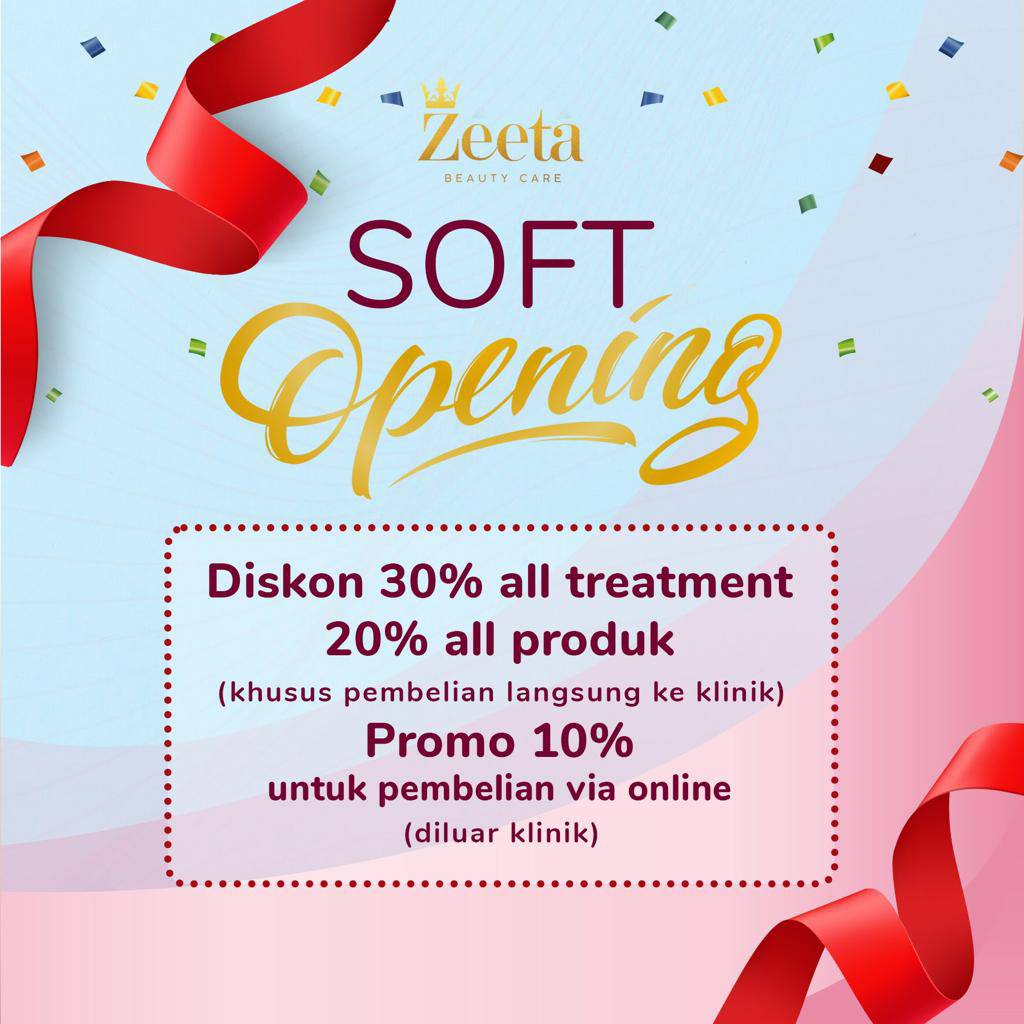 Zeeta
BEAUTY CARE
SOFT
Opening
Diskon 30% all treatment
20% all produk
(khusus pembelian langsung ke klinik)
Promo 10%
untuk pembelian via online
(diluar klinik)